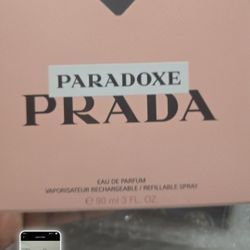 PARADOXE
PRADA
EAU DE PARFUM
VAPORISATEUR RECHARGEABLE / REFILLABLE SPRAY
℮ 90 ml 3 FL. OZ.